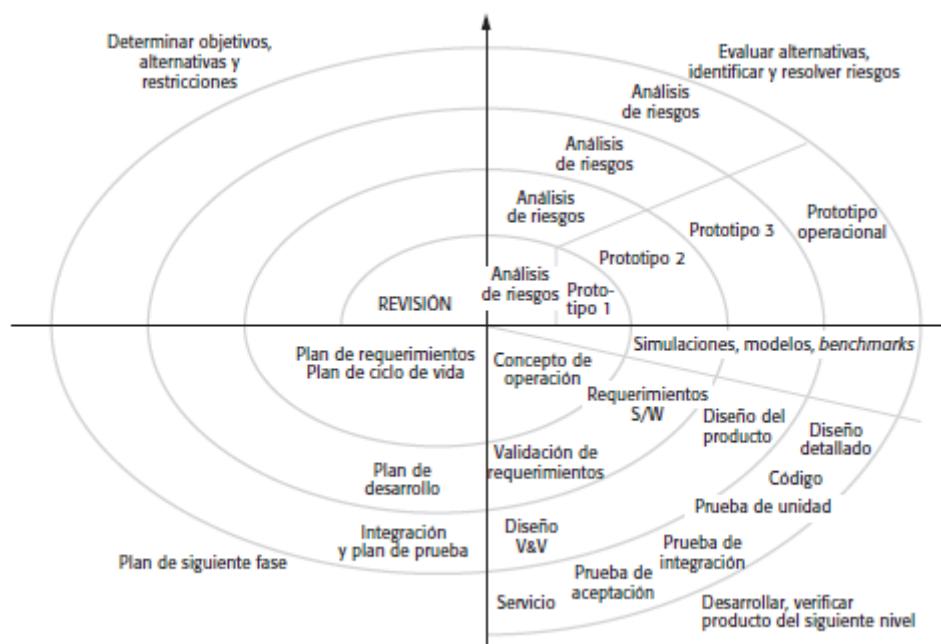 Determinar objetivos,
alternativas y
restricciones
Evaluar alternativas,
identificar y resolver riesgos
Análisis
de riesgos
Análisis
de riesgos
Análisis
de riesgos
Análisis
de riesgos
Proto-
tipo 1
Prototipo 2
Prototipo 3
Prototipo
operacional
REVISIÓN
Simulaciones, modelos, benchmarks
Plan de requerimientos
Plan de ciclo de vida
Concepto de
operación
Requerimientos
S/W
Diseño del
producto
Diseño
detallado
Plan de
desarrollo
Validación de
requerimientos
Código
Prueba de unidad
Integración
y plan de prueba
Diseño
V&V
Prueba de
integración
Plan de siguiente fase
Prueba de
aceptación
Servicio
Desarrollar, verificar
producto del siguiente nivel